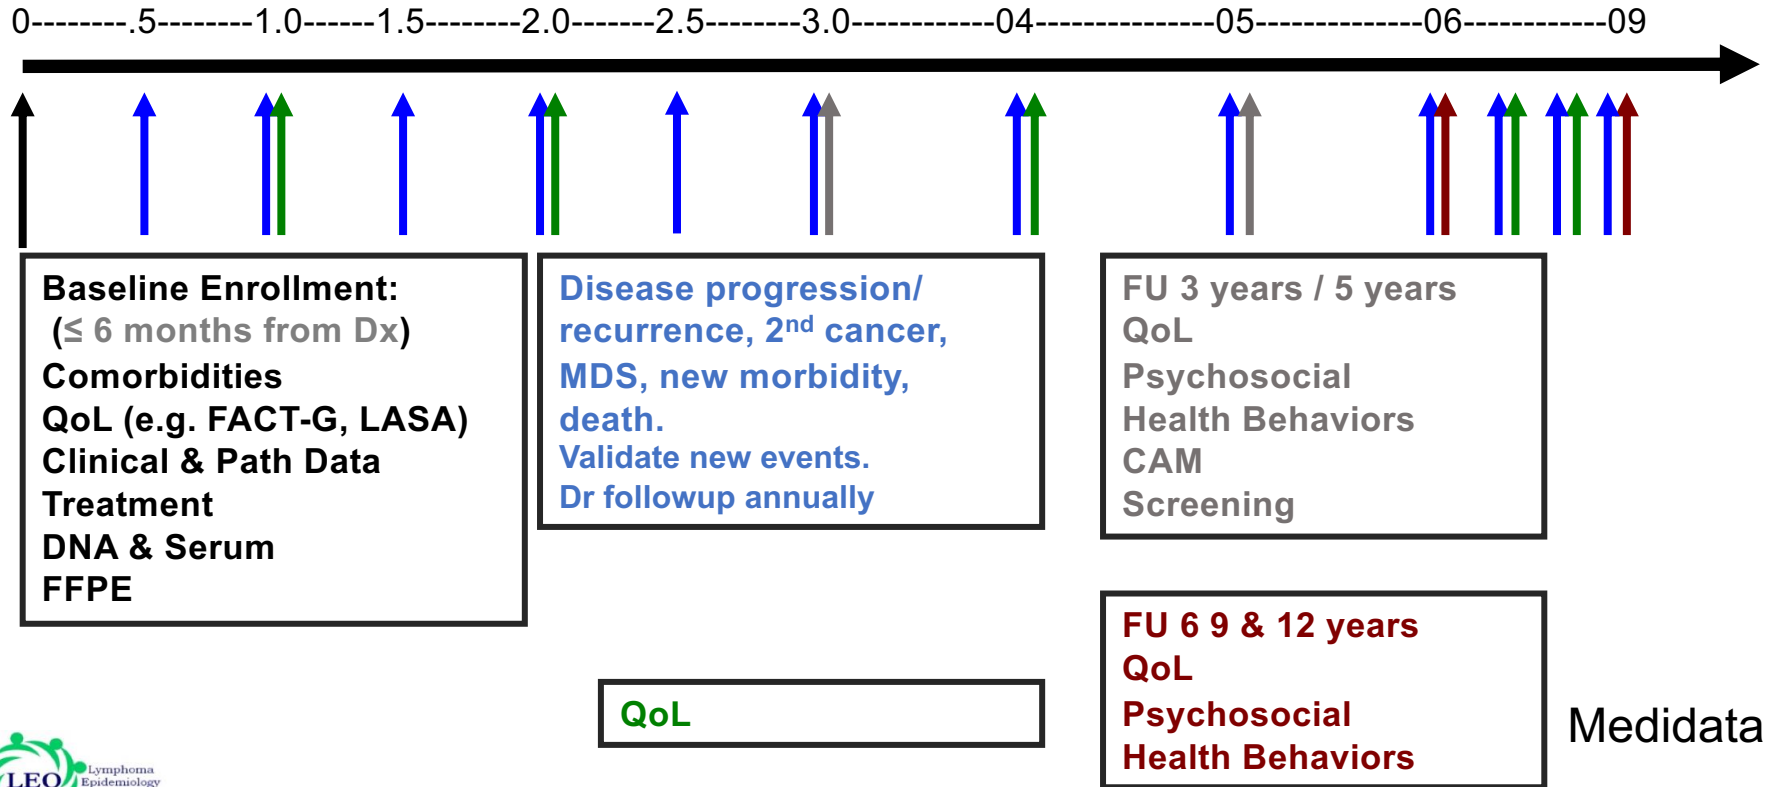 0-------.5--------1.0------1.5-------2.0-------2.5-------3.0------------04---------------05-------------06------------09
Baseline Enrollment:
(≤ 6 months from Dx)
Comorbidities
QoL (e.g. FACT-G, LASA)
Clinical & Path Data
Treatment
DNA & Serum
FFPE
Disease progression/
recurrence, 2nd cancer,
MDS, new morbidity,
death.
Validate new events.
Dr followup annually
FU 3 years / 5 years
QoL
Psychosocial
Health Behaviors
CAM
Screening
QoL
FU 6 9 & 12 years
QoL
Psychosocial
Health Behaviors
Medidata
LEO
Lymphoma
Epidemiology